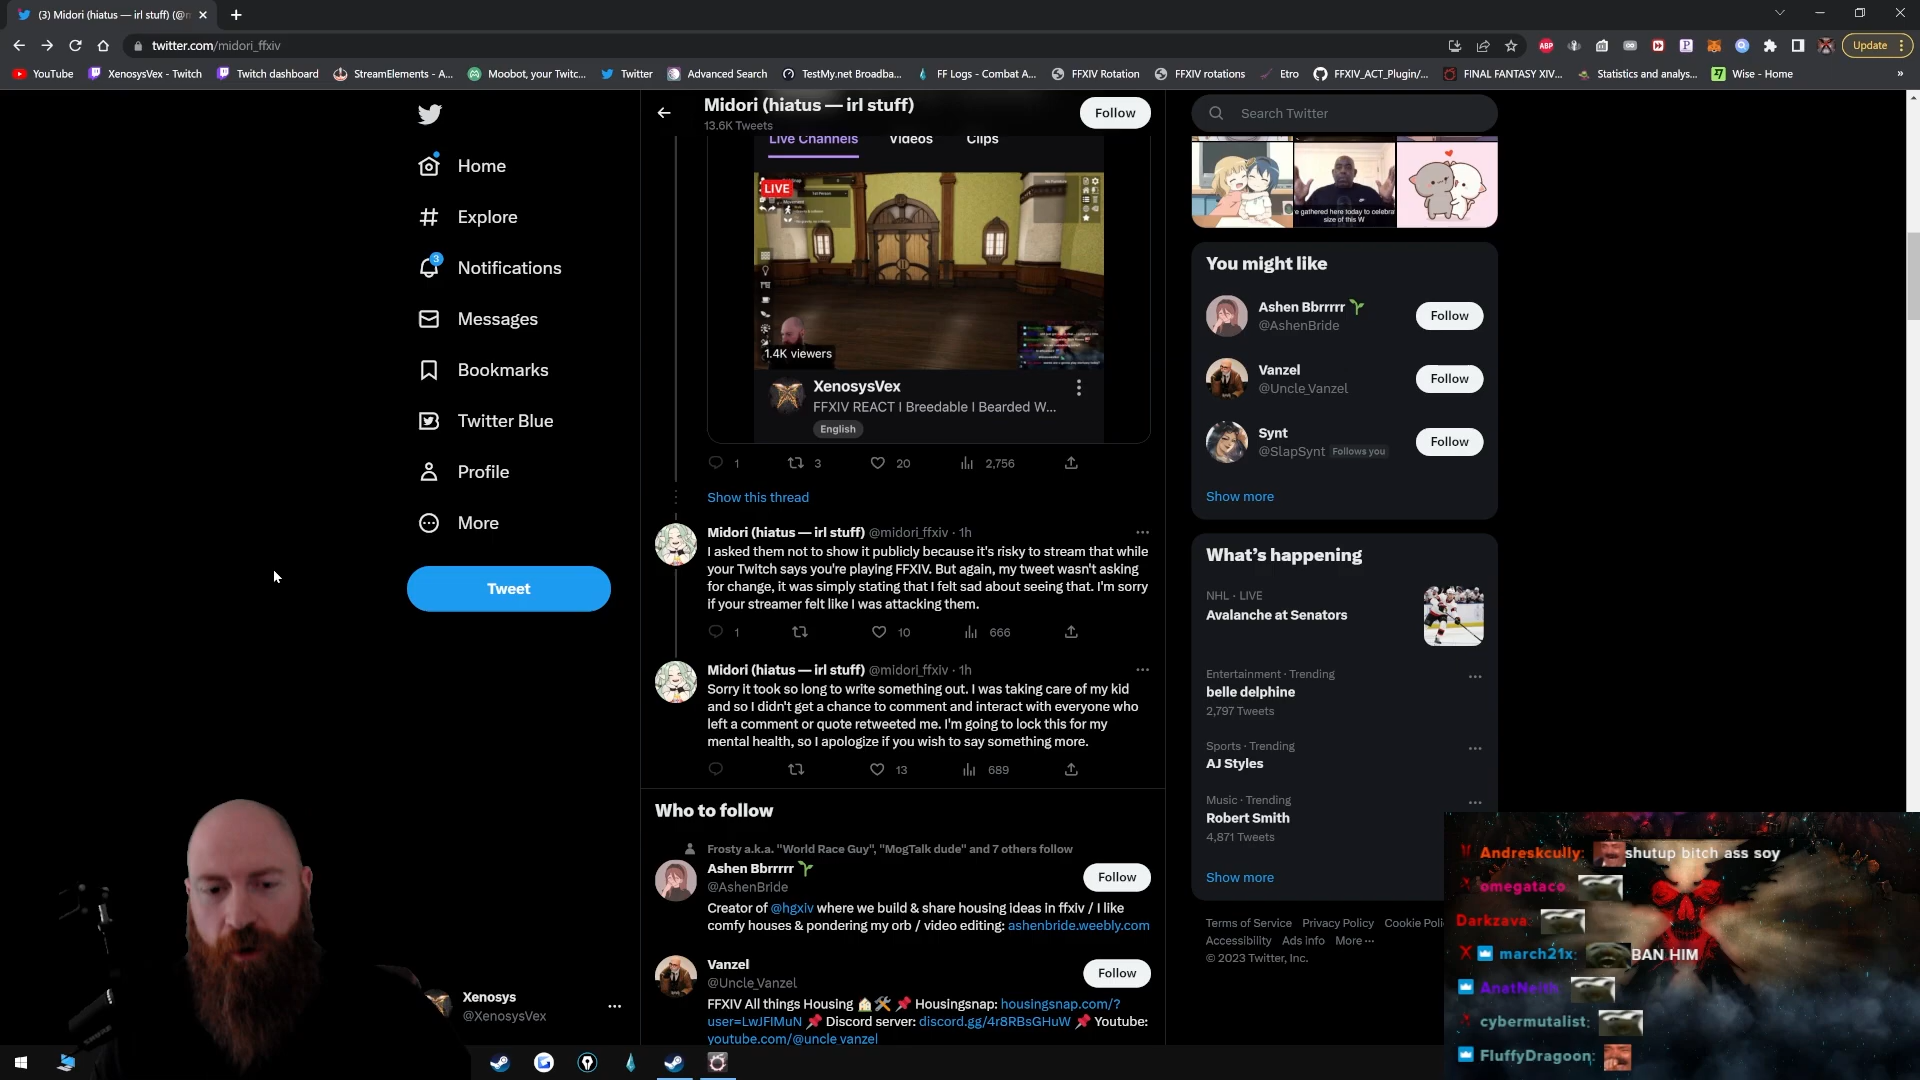 (3) Midori (hiatus — irl stuff) (@m
twitter.com/midori_ffxiv
Update
YouTube
XenosysVex - Twitch
Twitch dashboard
StreamElements - A...
Moobot, your Twitc...
Twitter
Advanced Search
TestMy.net Broadba...
FF Logs - Combat A...
FFXIV Rotation
FFXIV rotations
Etro
FFXIV_ACT_Plugin/...
FINAL FANTASY XIV...
Statistics and analys...
Wise - Home
Home
Explore
Notifications
3
Messages
Bookmarks
Twitter Blue
Profile
More
Tweet
Xenosys
@XenosysVex
Midori (hiatus — irl stuff)
13.6K Tweets
Follow
Live Channels
Videos
Clips
LIVE
1.4K viewers
XenosysVex
FFXIV REACT I Breedable I Bearded W...
English
1
3
20
2,756
Show this thread
Midori (hiatus — irl stuff) @midori_ffxiv · 1h
I asked them not to show it publicly because it's risky to stream that while
your Twitch says you're playing FFXIV. But again, my tweet wasn't asking
for change, it was simply stating that I felt sad about seeing that. I'm sorry
if your streamer felt like I was attacking them.
1
10
666
Midori (hiatus — irl stuff) @midori_ffxiv · 1h
Sorry it took so long to write something out. I was taking care of my kid
and so I didn't get a chance to comment and interact with everyone who
left a comment or quote retweeted me. I'm going to lock this for my
mental health, so I apologize if you wish to say something more.
13
689
Who to follow
Frosty a.k.a. "World Race Guy", "MogTalk dude" and 7 others follow
Ashen Bbrrrrr
@AshenBride
Follow
Creator of @hgxiv where we build & share housing ideas in ffxiv / I like
comfy houses & pondering my orb / video editing: ashenbride.weebly.com
Vanzel
@Uncle_Vanzel
Follow
FFXIV All things Housing 🏠🛠️ 📌 Housingsnap: housingsnap.com/?
user=LwJFIMuN 📌 Discord server: discord.gg/4r8RBsGHuW 📌 Youtube:
youtube.com/@uncle_vanzel
Search Twitter
e gathered here today to celebrat
size of this W
You might like
Ashen Bbrrrrr
@AshenBride
Follow
Vanzel
@Uncle_Vanzel
Follow
Synt
@SlapSynt Follows you
Follow
Show more
What's happening
NHL · LIVE
Avalanche at Senators
Entertainment · Trending
belle delphine
2,797 Tweets
Sports · Trending
AJ Styles
Music · Trending
Robert Smith
4,871 Tweets
Show more
Terms of Service Privacy Policy Cookie Poli
Accessibility Ads info More ···
© 2023 Twitter, Inc.
Andreskcully: shutup bitch ass soy
omegataco:
Darkzava:
march21x: BAN HIM
AnatNeith:
cybermutalist:
FluffyDragoon: